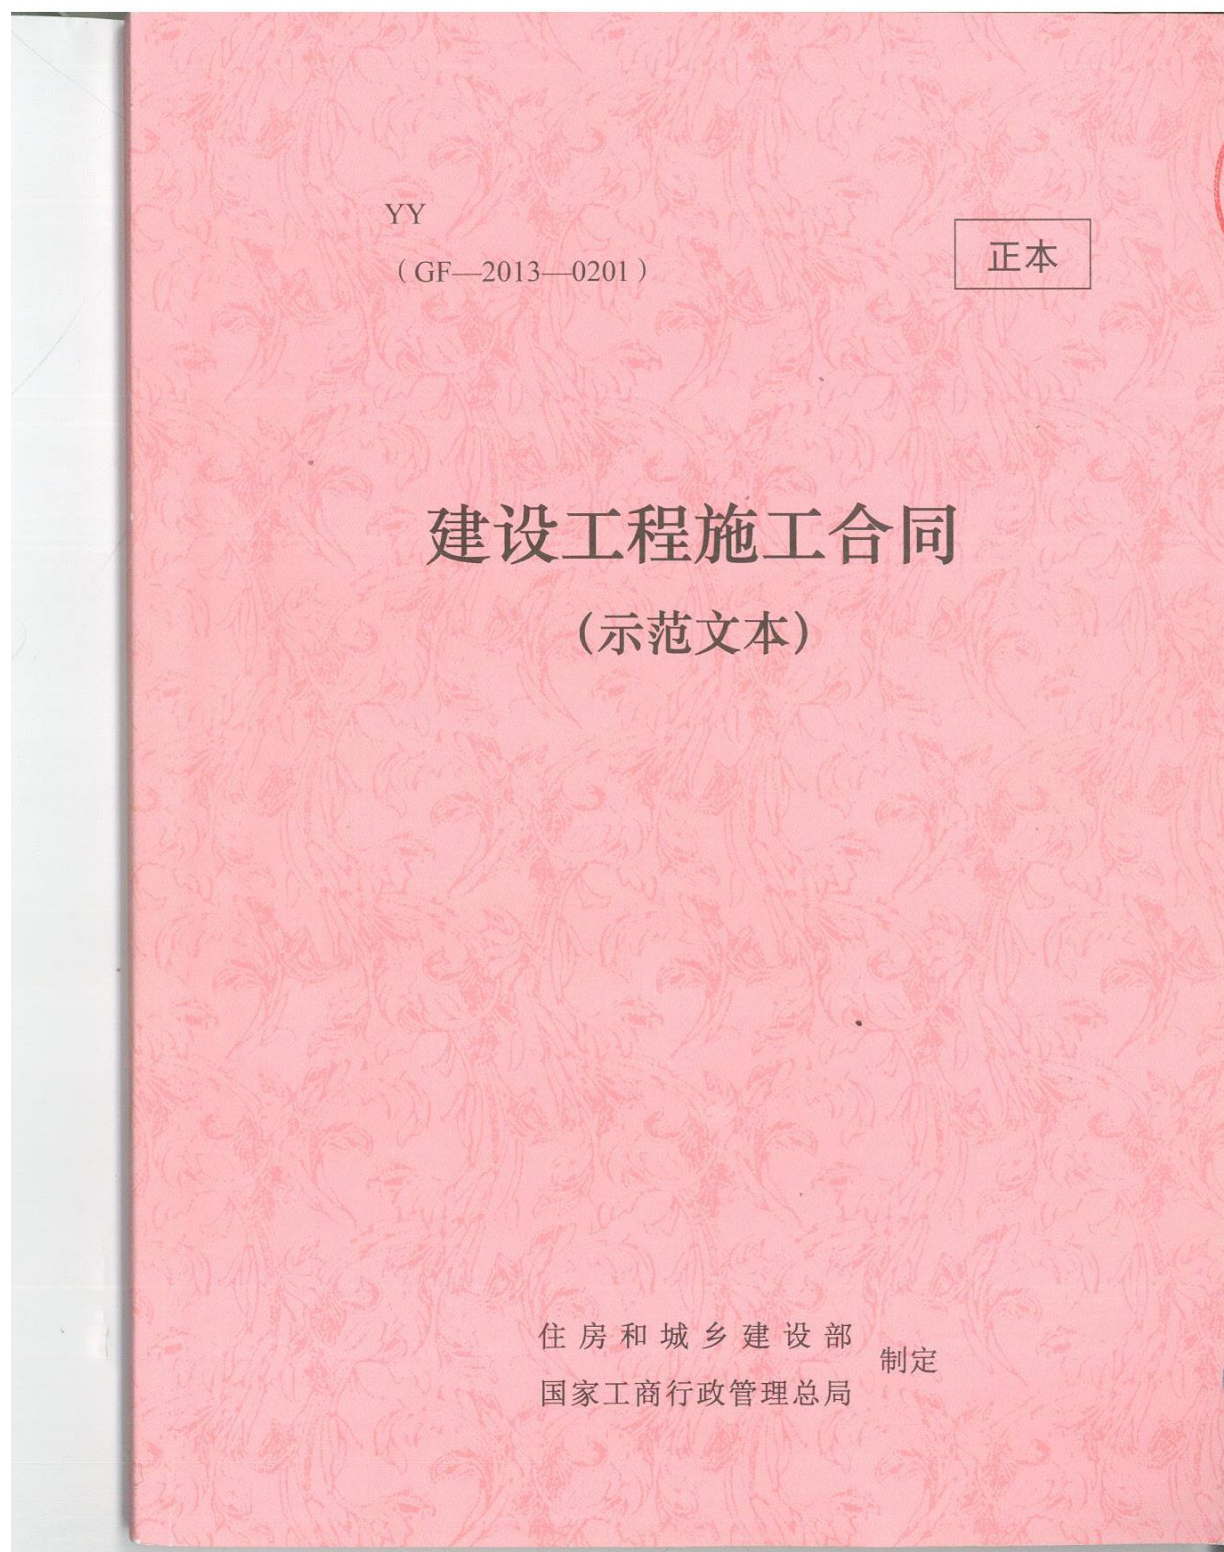 YY
（GF—2013—0201）
正本
建设工程施工合同
（示范文本）
住房和城乡建设部
国家工商行政管理总局
制定